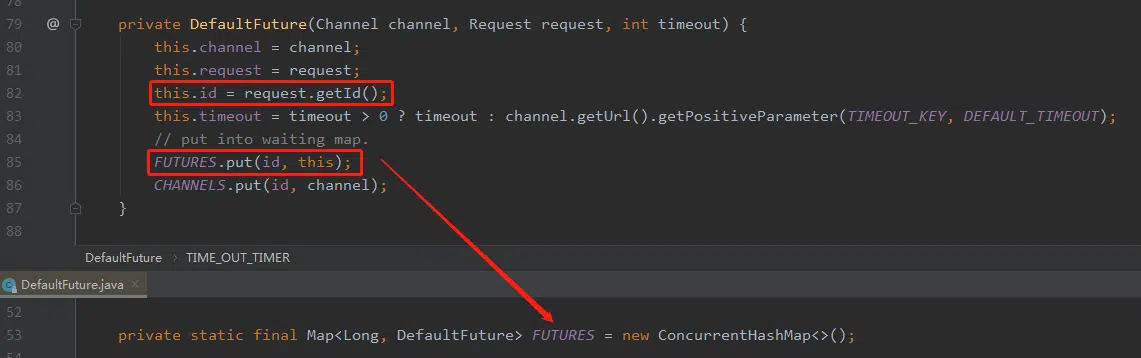 78
79 @ private DefaultFuture(Channel channel, Request request, int timeout) {
80 this.channel = channel;
81 this.request = request;
82 this.id = request.getId();
83 this.timeout = timeout > 0 ? timeout : channel.getUrl().getPositiveParameter(TIMEOUT_KEY, DEFAULT_TIMEOUT);
84 // put into waiting map.
85 FUTURES.put(id, this);
86 CHANNELS.put(id, channel);
87 }
88
DefaultFuture > TIME_OUT_TIMER
DefaultFuture.java ×
52
53 private static final Map<Long, DefaultFuture> FUTURES = new ConcurrentHashMap<>();
54